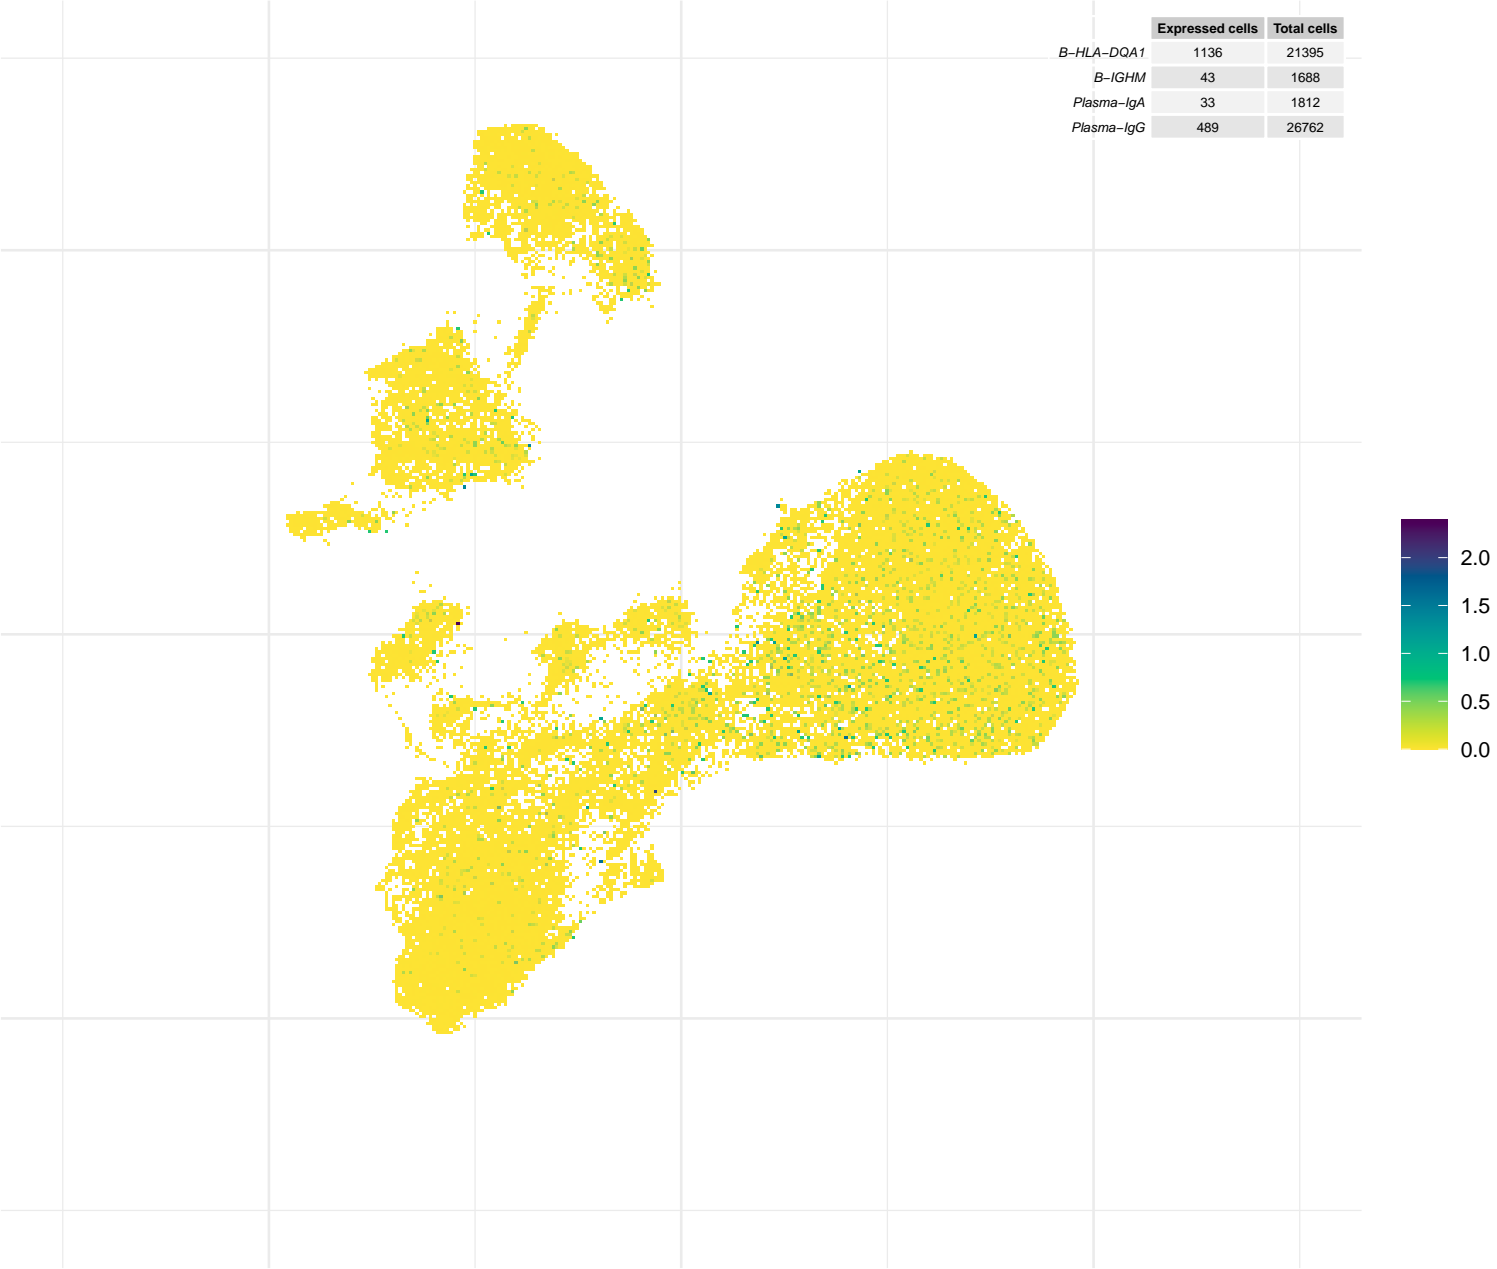 Expressed cells Total cells
B−HLA−DQA1 1136 21395
B−IGHM 43 1688
Plasma−IgA 33 1812
Plasma−IgG 489 26762
2.0
1.5
1.0
0.5
0.0